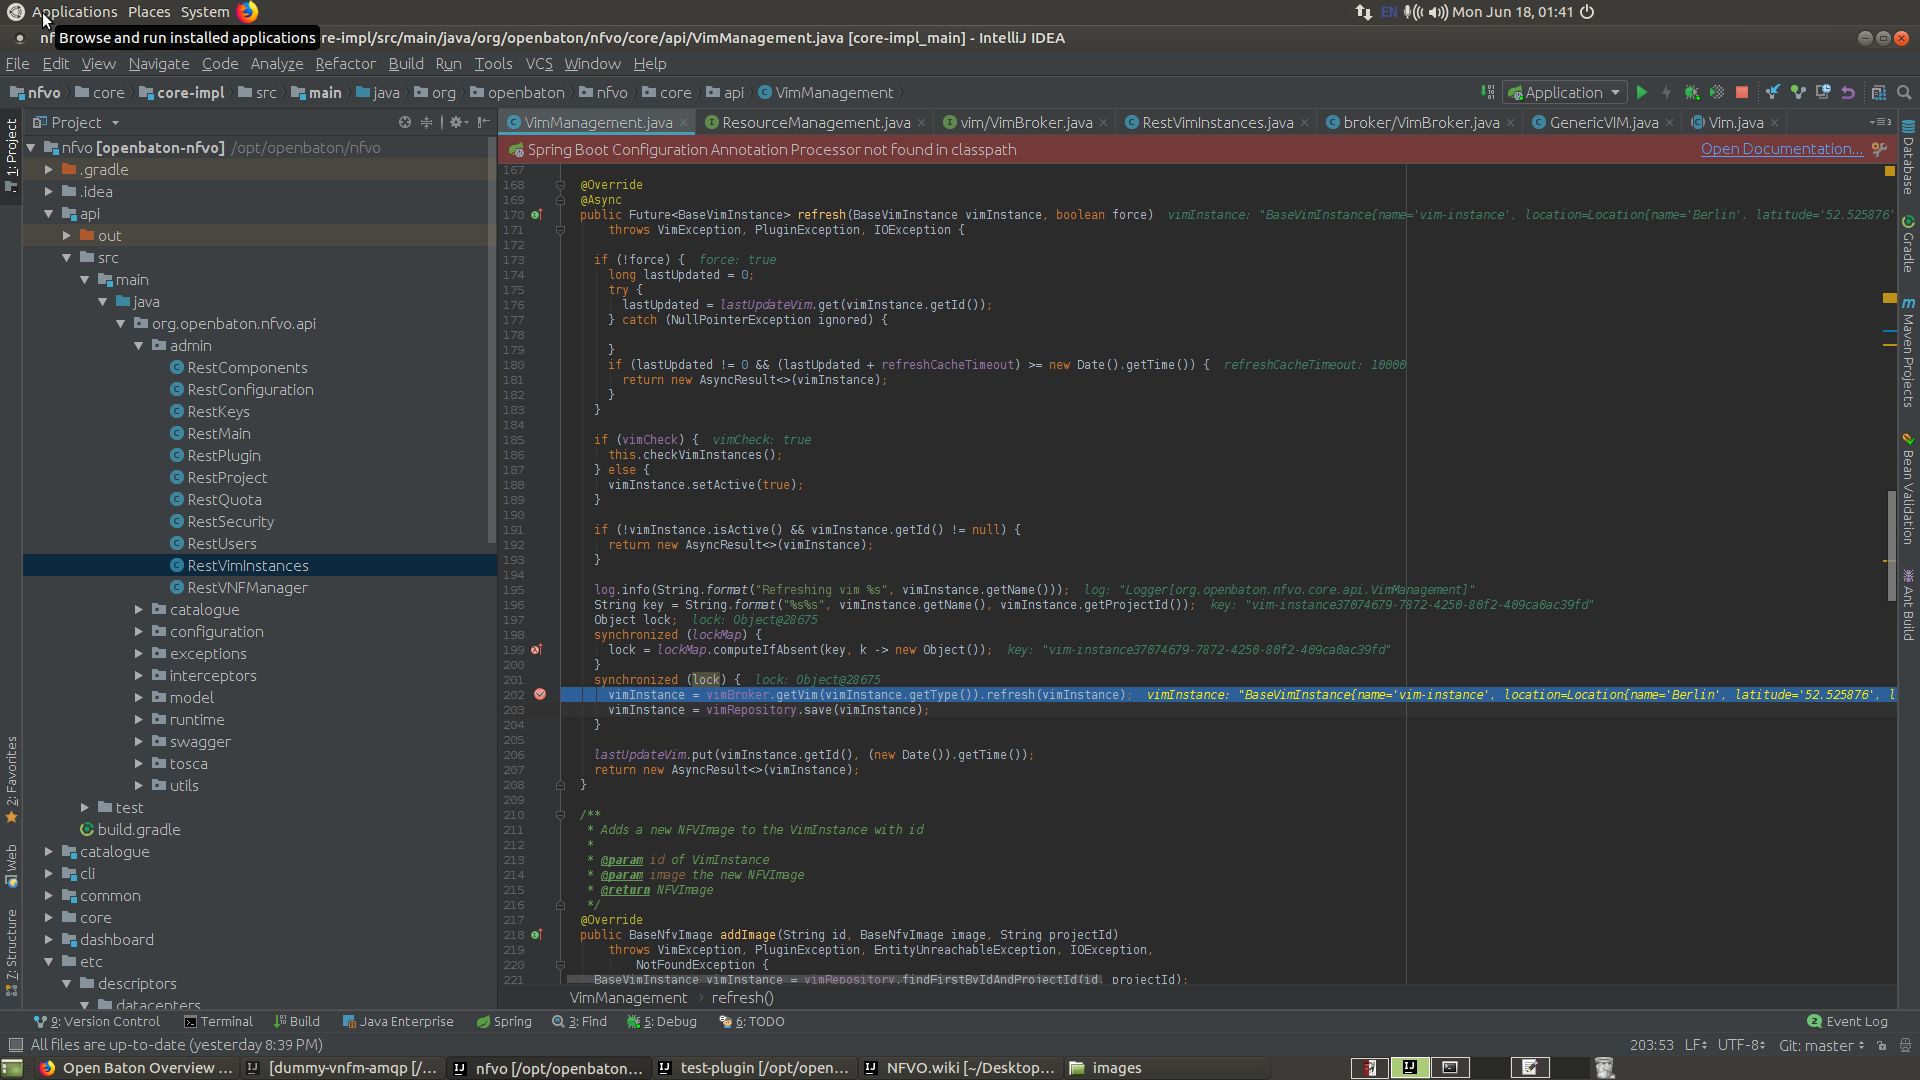 Applications Places System EN Mon Jun 18, 01:41
nf re-impl/src/main/java/org/openbaton/nfvo/core/api/VimManagement.java [core-impl_main] - IntelliJ IDEA
Browse and run installed applications
File Edit View Navigate Code Analyze Refactor Build Run Tools VCS Window Help
nfvo core core-impl src main java org openbaton nfvo core api VimManagement Application
Project VimManagement.java ResourceManagement.java vim/VimBroker.java RestVimInstances.java broker/VimBroker.java GenericVIM.java Vim.java
Spring Boot Configuration Annotation Processor not found in classpath Open Documentation...
1: Project
2: Favorites
Web
7: Structure
nfvo [openbaton-nfvo] /opt/openbaton/nfvo
.gradle
.idea
api
out
src
main
java
org.openbaton.nfvo.api
admin
RestComponents
RestConfiguration
RestKeys
RestMain
RestPlugin
RestProject
RestQuota
RestSecurity
RestUsers
RestVimInstances
RestVNFManager
catalogue
configuration
exceptions
interceptors
model
runtime
swagger
tosca
utils
test
build.gradle
catalogue
cli
common
core
dashboard
etc
descriptors
datacenters
167
168 @Override
169 @Async
170 public Future<BaseVimInstance> refresh(BaseVimInstance vimInstance, boolean force) vimInstance: "BaseVimInstance{name='vim-instance', location=Location{name='Berlin', latitude='52.525876'
171 throws VimException, PluginException, IOException {
172
173 if (!force) { force: true
174 long lastUpdated = 0;
175 try {
176 lastUpdated = lastUpdateVim.get(vimInstance.getId());
177 } catch (NullPointerException ignored) {
178
179 }
180 if (lastUpdated != 0 && (lastUpdated + refreshCacheTimeout) >= new Date().getTime()) { refreshCacheTimeout: 10000
181 return new AsyncResult<>(vimInstance);
182 }
183 }
184
185 if (vimCheck) { vimCheck: true
186 this.checkVimInstances();
187 } else {
188 vimInstance.setActive(true);
189 }
190
191 if (!vimInstance.isActive() && vimInstance.getId() != null) {
192 return new AsyncResult<>(vimInstance);
193 }
194
195 log.info(String.format("Refreshing vim %s", vimInstance.getName())); log: "Logger[org.openbaton.nfvo.core.api.VimManagement]"
196 String key = String.format("%s%s", vimInstance.getName(), vimInstance.getProjectId()); key: "vim-instance37074679-7872-4250-80f2-409ca0ac39fd"
197 Object lock; lock: Object@28675
198 synchronized (lockMap) {
199 lock = lockMap.computeIfAbsent(key, k -> new Object()); key: "vim-instance37074679-7872-4250-80f2-409ca0ac39fd"
200 }
201 synchronized (lock) { lock: Object@28675
202 vimInstance = vimBroker.getVim(vimInstance.getType()).refresh(vimInstance); vimInstance: "BaseVimInstance{name='vim-instance', location=Location{name='Berlin', latitude='52.525876', l
203 vimInstance = vimRepository.save(vimInstance);
204 }
205
206 lastUpdateVim.put(vimInstance.getId(), (new Date()).getTime());
207 return new AsyncResult<>(vimInstance);
208 }
209
210 /**
211 * Adds a new NFVImage to the VimInstance with id
212 *
213 * @param id of VimInstance
214 * @param image the new NFVImage
215 * @return NFVImage
216 */
217 @Override
218 public BaseNfvImage addImage(String id, BaseNfvImage image, String projectId)
219 throws VimException, PluginException, EntityUnreachableException, IOException,
220 NotFoundException {
221 BaseVimInstance vimInstance = vimRepository.findFirstByIdAndProjectId(id, projectId);
VimManagement refresh()
Database
Gradle
Maven Projects
Bean Validation
Ant Build
9: Version Control Terminal Build Java Enterprise Spring 3: Find 5: Debug 6: TODO 2 Event Log
All files are up-to-date (yesterday 8:39 PM) 203:53 LF UTF-8 Git: master
Open Baton Overview ... [dummy-vnfm-amqp [/... nfvo [/opt/openbaton... test-plugin [/opt/open... NFVO.wiki [~/Desktop... images